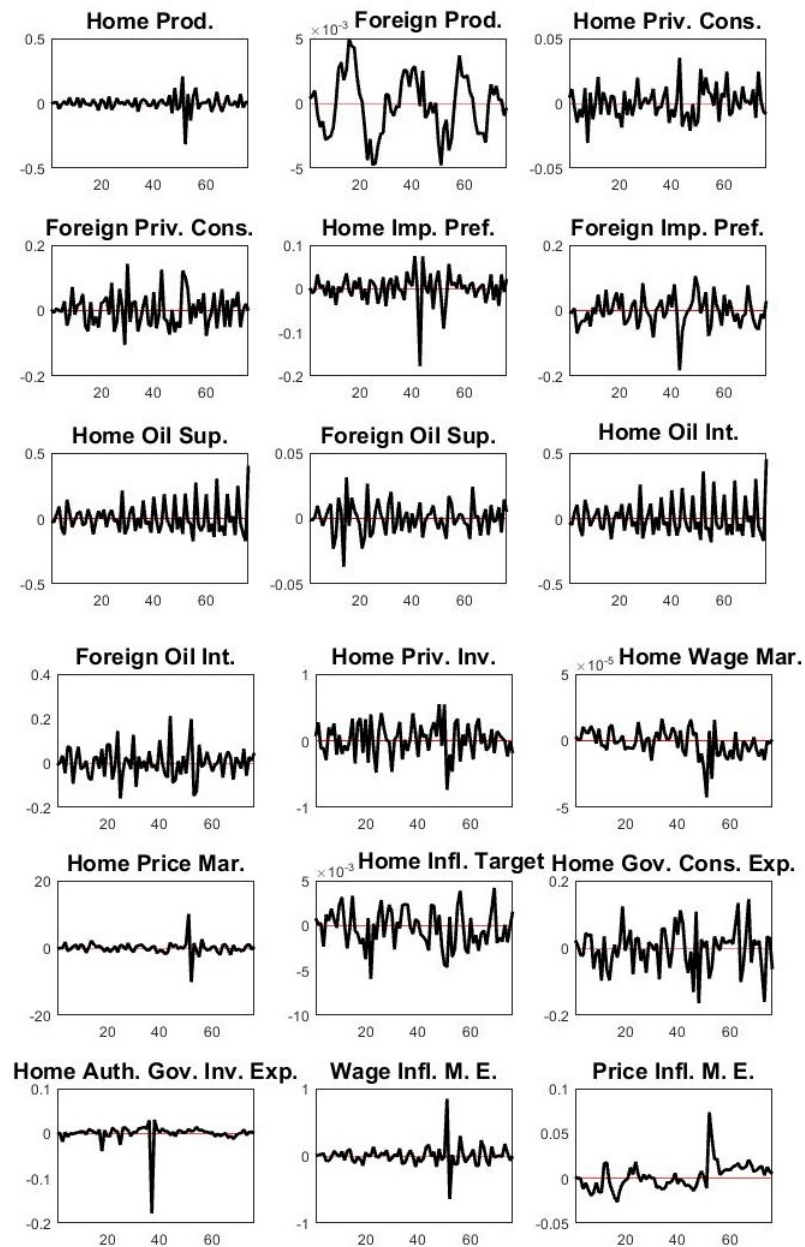 Home Prod.
0.5
0
-0.5
20 40 60
×10⁻³ Foreign Prod.
5
0
-5
20 40 60
Home Priv. Cons.
0.05
0
-0.05
20 40 60
Foreign Priv. Cons.
0.2
0
-0.2
20 40 60
Home Imp. Pref.
0.1
0
-0.1
-0.2
20 40 60
Foreign Imp. Pref.
0.2
0
-0.2
20 40 60
Home Oil Sup.
0.5
0
-0.5
20 40 60
Foreign Oil Sup.
0.05
0
-0.05
20 40 60
Home Oil Int.
0.5
0
-0.5
20 40 60
Foreign Oil Int.
0.4
0.2
0
-0.2
20 40 60
Home Priv. Inv.
1
0
-1
20 40 60
×10⁻⁵ Home Wage Mar.
5
0
-5
20 40 60
Home Price Mar.
20
0
-20
20 40 60
×10⁻³ Home Infl. Target
5
0
-5
-10
20 40 60
Home Gov. Cons. Exp.
0.2
0
-0.2
20 40 60
Home Auth. Gov. Inv. Exp.
0.1
0
-0.1
-0.2
20 40 60
Wage Infl. M. E.
1
0
-1
20 40 60
Price Infl. M. E.
0.1
0.05
0
-0.05
20 40 60